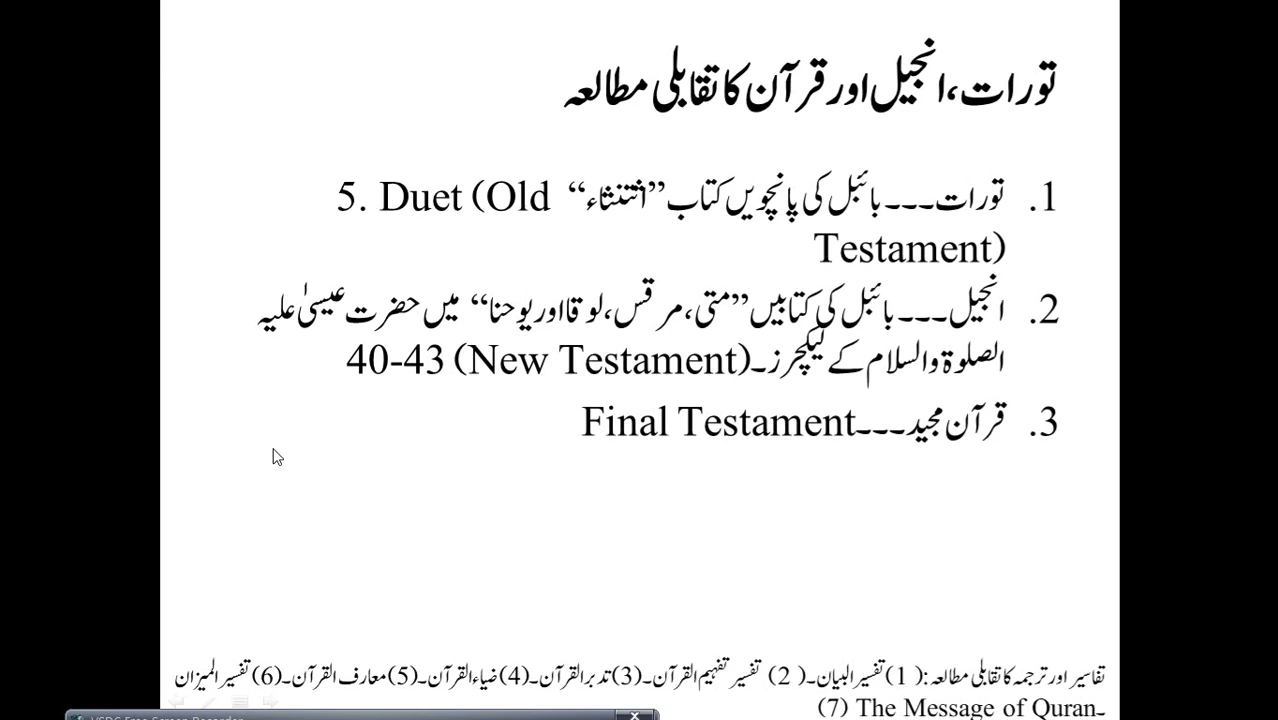 تورات، انجیل اور قرآن کا تقابلی مطالعہ
1. تورات۔۔۔ بائبل کی پانچویں کتاب ”اشتثناء“ 5. Duet (Old
Testament)
2. انجیل۔۔۔ بائبل کی کتابیں ”متی، مرقس، لوقا اور یوحنا“ میں حضرت عیسیٰ علیہ
الصلوۃ والسلام کے لیکچرز۔ 40-43 (New Testament)
3. قرآن مجید۔۔۔ Final Testament
تفاسیر اور ترجمہ کا تقابلی مطالعہ: (1) تفسیر البیان۔ (2) تفسیر تفہیم القرآن۔ (3) تدبر القرآن۔ (4) ضیاء القرآن۔ (5) معارف القرآن۔ (6) تفسیر المیزان
۔(7) The Message of Quran